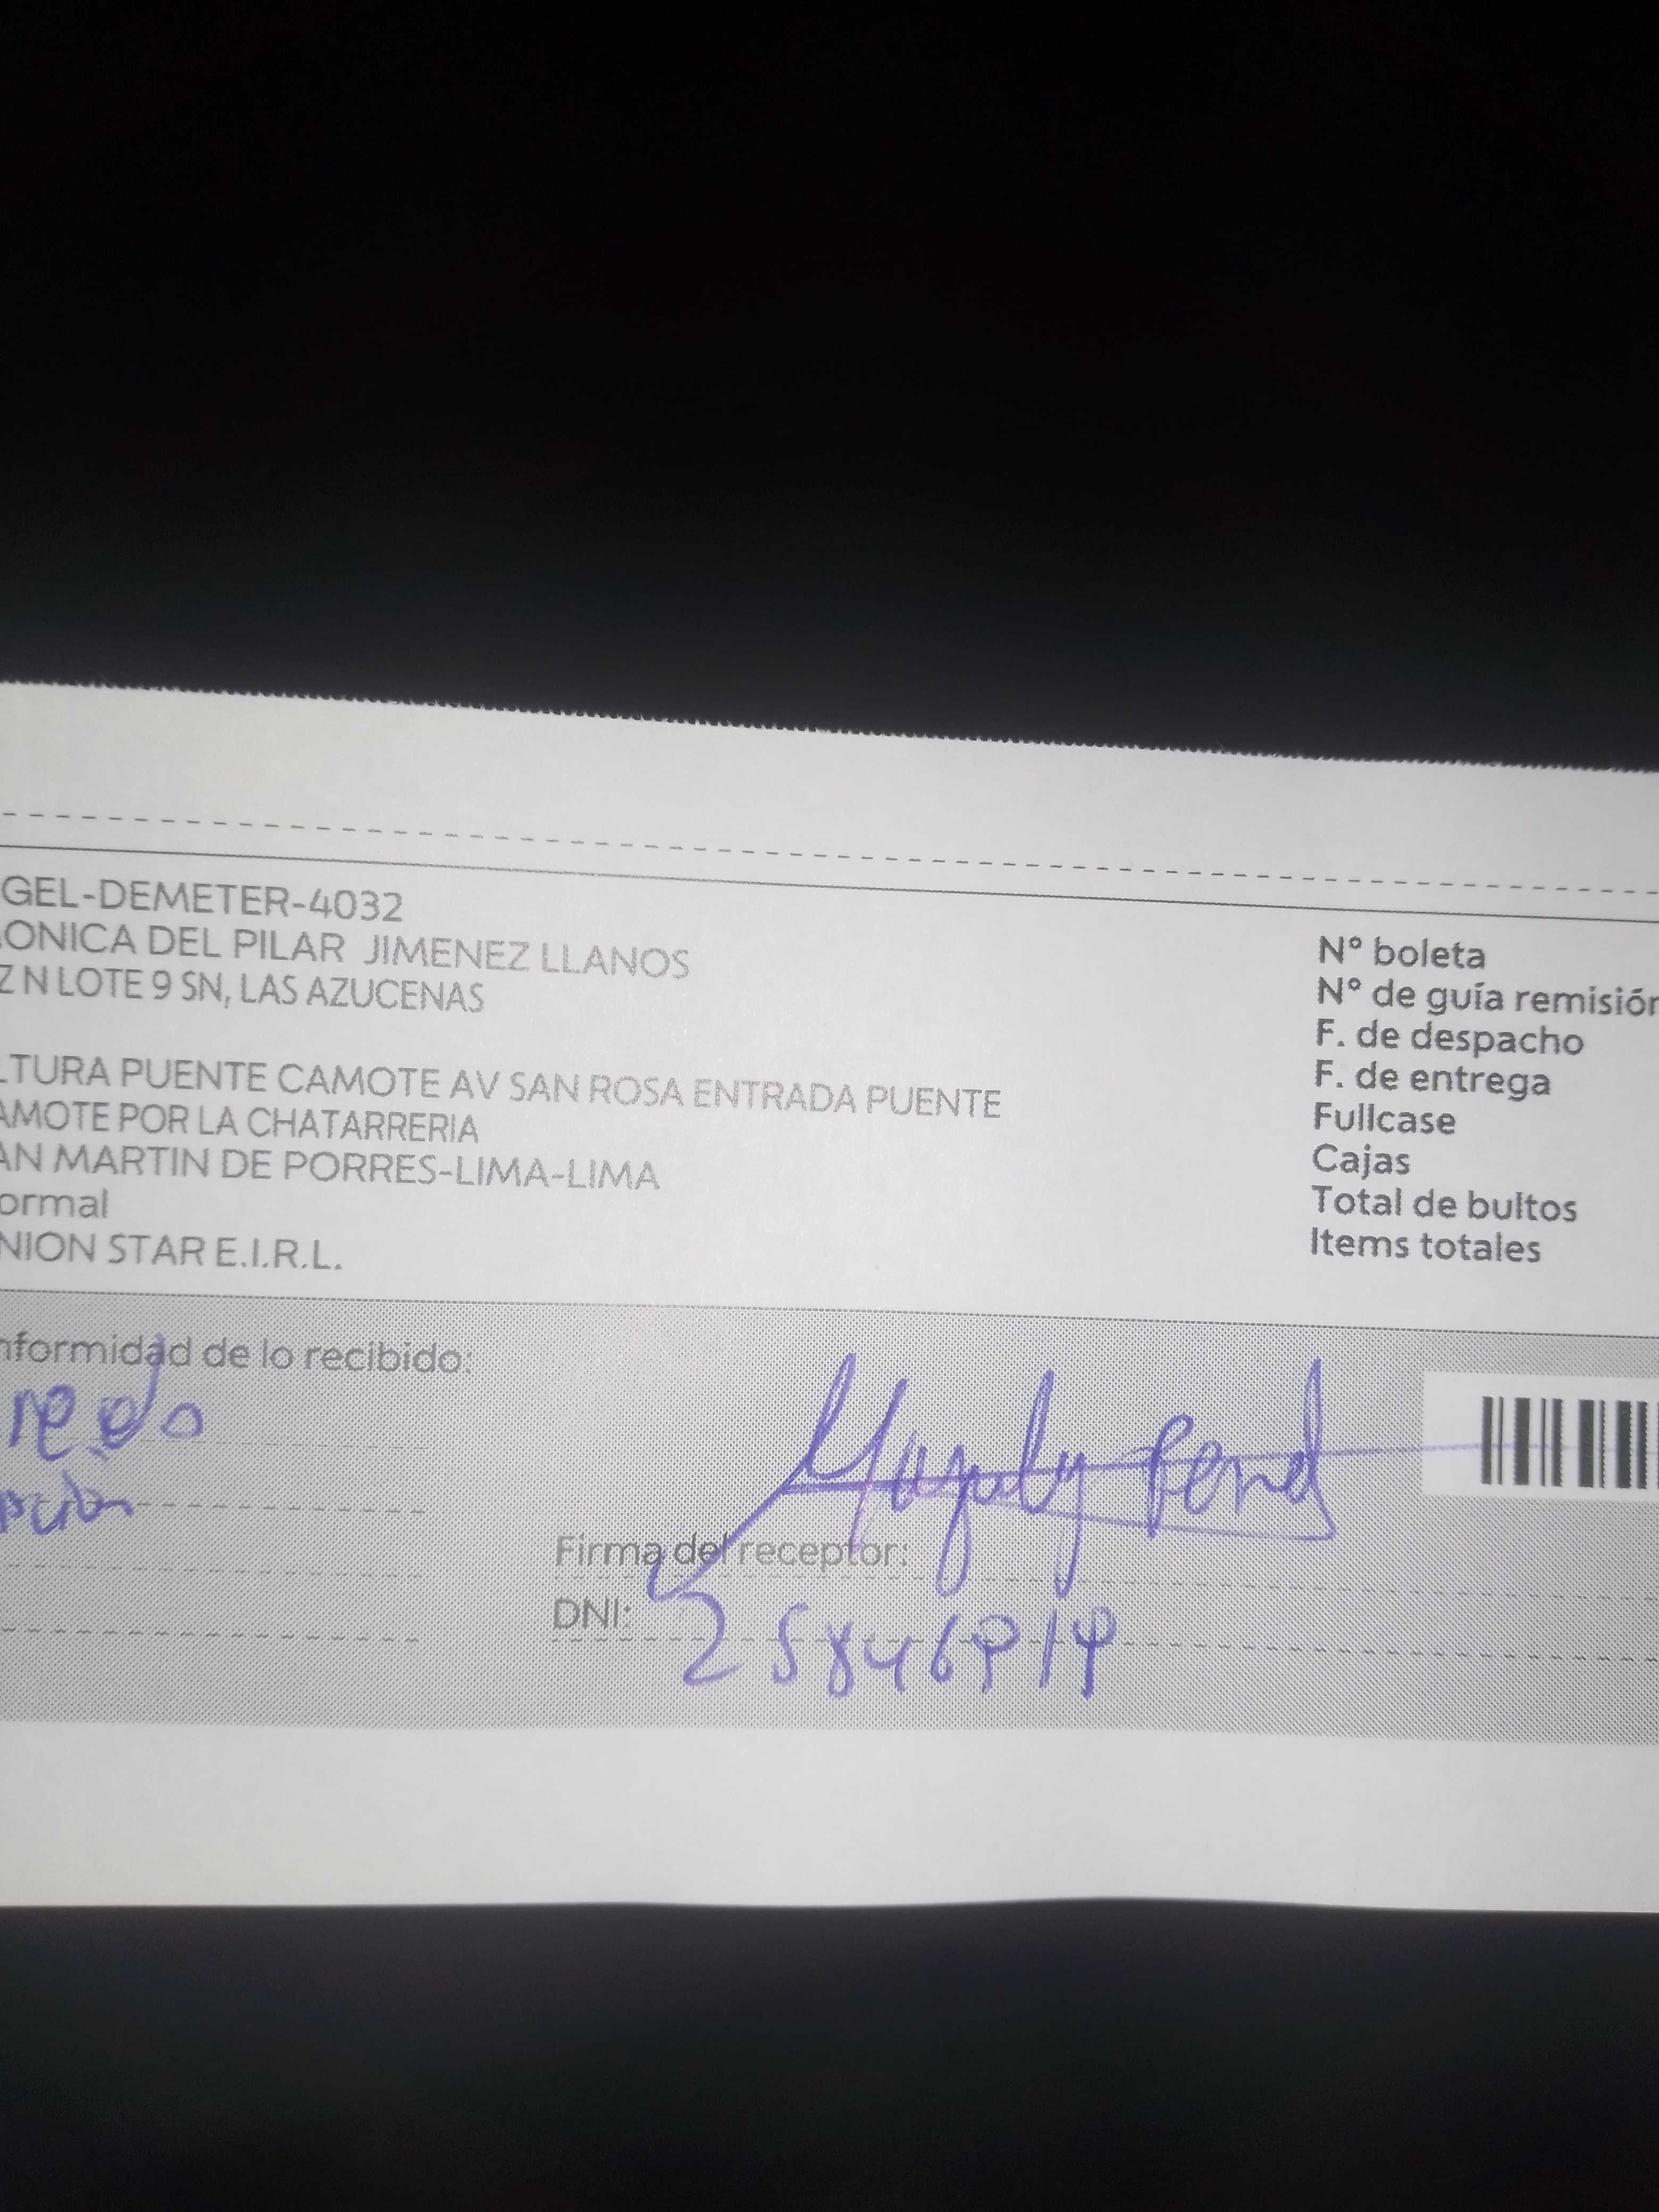 GEL-DEMETER-4032
ONICA DEL PILAR JIMENEZ LLANOS
Z N LOTE 9 SN, LAS AZUCENAS
LTURA PUENTE CAMOTE AV SAN ROSA ENTRADA PUENTE
AMOTE POR LA CHATARRERIA
AN MARTIN DE PORRES-LIMA-LIMA
ormal
NION STAR E.I.R.L.
N° boleta
N° de guía remisión
F. de despacho
F. de entrega
Fullcase
Cajas
Total de bultos
Items totales
nformidad de lo recibido:
pción
Firma del receptor:
DNI: 25846919